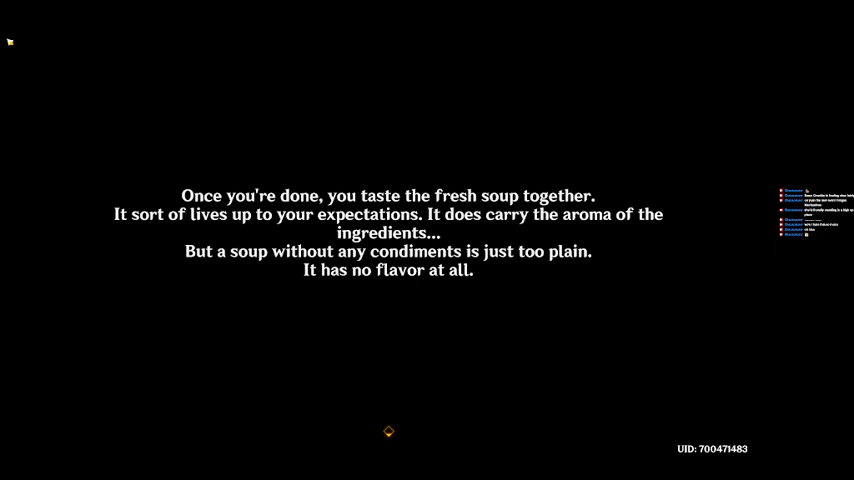 Once you're done, you taste the fresh soup together.
It sort of lives up to your expectations. It does carry the aroma of the
ingredients...
But a soup without any condiments is just too plain.
It has no flavor at all.
UID: 700471483